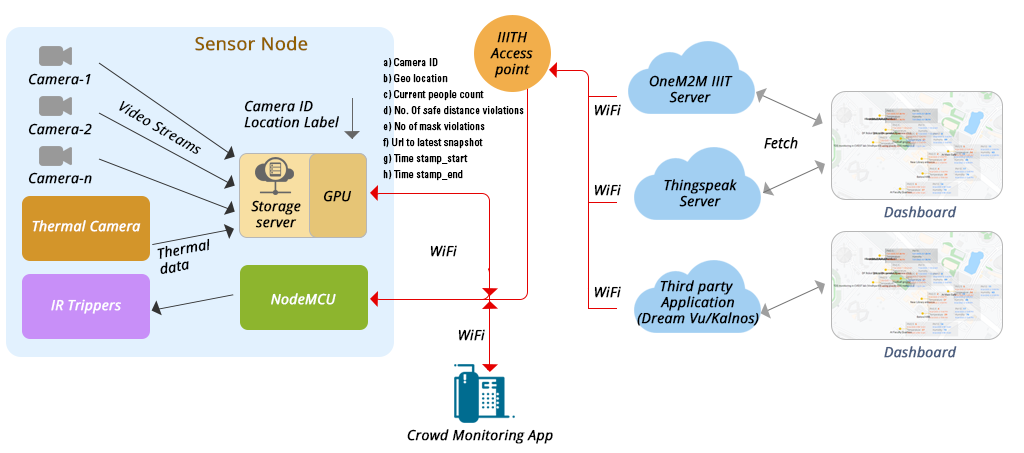 Sensor Node
Camera-1
Camera-2
Camera-n
Video Streams
Camera ID
Location Label
Storage
server
GPU
Thermal Camera
Thermal
data
IR Trippers
NodeMCU
a) Camera ID
b) Geo location
c) Current people count
d) No. Of safe distance violations
e) No of mask violations
f) Url to latest snapshot
g) Time stamp_start
h) Time stamp_end
IIITH
Access
point
WiFi
WiFi
Crowd Monitoring App
WiFi
WiFi
WiFi
OneM2M IIIT
Server
Thingspeak
Server
Third party
Application
(Dream Vu/Kalnos)
Fetch
Dashboard
Dashboard